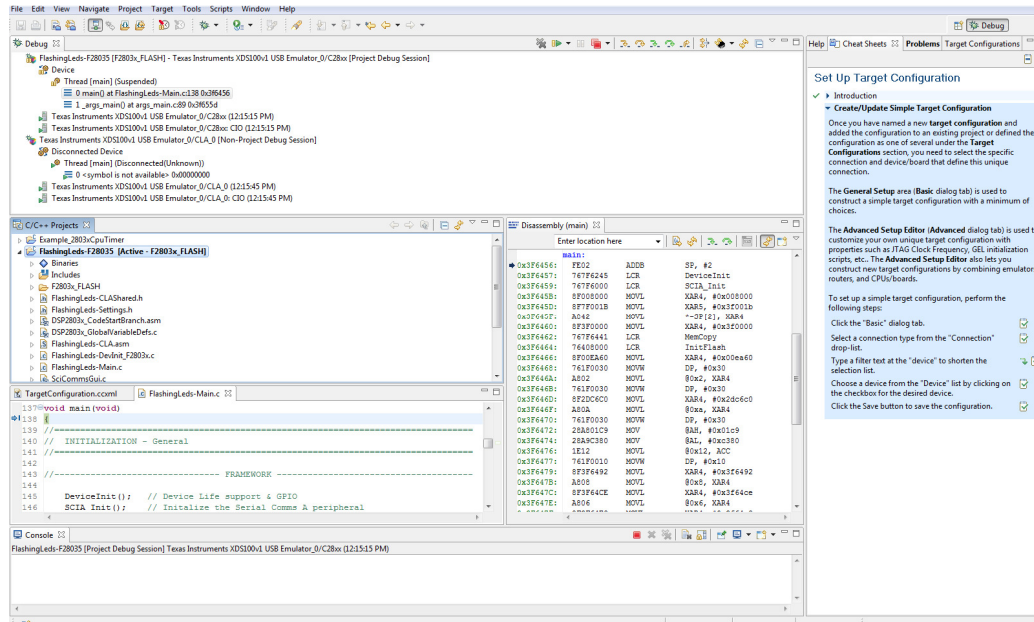 File Edit View Navigate Project Target Tools Scripts Window Help
Debug
Debug
FlashingLeds-F28035 [F2803x_FLASH] - Texas Instruments XDS100v1 USB Emulator_0/C28xx [Project Debug Session]
Device
Thread [main] (Suspended)
0 main() at FlashingLeds-Main.c:138 0x3f6456
1 _args_main() at args_main.c:89 0x3f655d
Texas Instruments XDS100v1 USB Emulator_0/C28xx (12:15:15 PM)
Texas Instruments XDS100v1 USB Emulator_0/C28xx: CIO (12:15:15 PM)
Texas Instruments XDS100v1 USB Emulator_0/CLA_0 [Non-Project Debug Session]
Disconnected Device
Thread [main] (Disconnected(Unknown))
0 <symbol is not available> 0x00000000
Texas Instruments XDS100v1 USB Emulator_0/CLA_0 (12:15:45 PM)
Texas Instruments XDS100v1 USB Emulator_0/CLA_0: CIO (12:15:45 PM)
C/C++ Projects
Example_2803xCpuTimer
FlashingLeds-F28035 [Active - F2803x_FLASH]
Binaries
Includes
F2803x_FLASH
FlashingLeds-CLAShared.h
FlashingLeds-Settings.h
DSP2803x_CodeStartBranch.asm
DSP2803x_GlobalVariableDefs.c
FlashingLeds-CLA.asm
FlashingLeds-DevInit_F2803x.c
FlashingLeds-Main.c
SciCommsGui.c
TargetConfiguration.ccxml FlashingLeds-Main.c
137 void main(void)
138 {
139 //=====================================================================
140 // INITIALIZATION - General
141 //=====================================================================
142
143 //---------------------------- FRAMEWORK ----------------------------
144
145 DeviceInit(); // Device Life support & GPIO
146 SCIA_Init(); // Initalize the Serial Comms A peripheral
Disassembly (main)
Enter location here
main:
0x3F6456: FE02 ADDB SP, #2
0x3F6457: 767F6245 LCR DeviceInit
0x3F6459: 767F6000 LCR SCIA_Init
0x3F645B: 8F008000 MOVL XAR4, #0x008000
0x3F645D: 8F7F001B MOVL XAR5, #0x3f001b
0x3F645F: A042 MOVL *-SP[2], XAR4
0x3F6460: 8F3F0000 MOVL XAR4, #0x3f0000
0x3F6462: 767F6441 LCR MemCopy
0x3F6464: 76408000 LCR InitFlash
0x3F6466: 8F00EA60 MOVL XAR4, #0x00ea60
0x3F6468: 761F0030 MOVW DP, #0x30
0x3F646A: A802 MOVL @0x2, XAR4
0x3F646B: 761F0030 MOVW DP, #0x30
0x3F646D: 8F2DC6C0 MOVL XAR4, #0x2dc6c0
0x3F646F: A80A MOVL @0xa, XAR4
0x3F6470: 761F0030 MOVW DP, #0x30
0x3F6472: 28A801C9 MOV @AH, #0x01c9
0x3F6474: 28A9C380 MOV @AL, #0xc380
0x3F6476: 1E12 MOVL @0x12, ACC
0x3F6477: 761F0010 MOVW DP, #0x10
0x3F6479: 8F3F6492 MOVL XAR4, #0x3f6492
0x3F647B: A808 MOVL @0x8, XAR4
0x3F647C: 8F3F64CE MOVL XAR4, #0x3f64ce
0x3F647E: A806 MOVL @0x6, XAR4
Console
FlashingLeds-F28035 [Project Debug Session] Texas Instruments XDS100v1 USB Emulator_0/C28xx (12:15:15 PM)
Help Cheat Sheets Problems Target Configurations
Set Up Target Configuration
Introduction
Create/Update Simple Target Configuration
Once you have named a new target configuration and
added the configuration to an existing project or defined the
configuration as one of several under the Target
Configurations section, you need to select the specific
connection and device/board that define this unique
connection.
The General Setup area (Basic dialog tab) is used to
construct a simple target configuration with a minimum of
choices.
The Advanced Setup Editor (Advanced dialog tab) is used t
customize your own unique target configuration with
properties such as JTAG Clock Frequency, GEL initialization
scripts, etc.. The Advanced Setup Editor also lets you
construct new target configurations by combining emulator
routers, and CPUs/boards.
To set up a simple target configuration, perform the
following steps:
Click the "Basic" dialog tab.
Select a connection type from the "Connection"
drop-list.
Type a filter text at the "device" to shorten the
selection list.
Choose a device from the "Device" list by clicking on
the checkbox for the desired device.
Click the Save button to save the configuration.